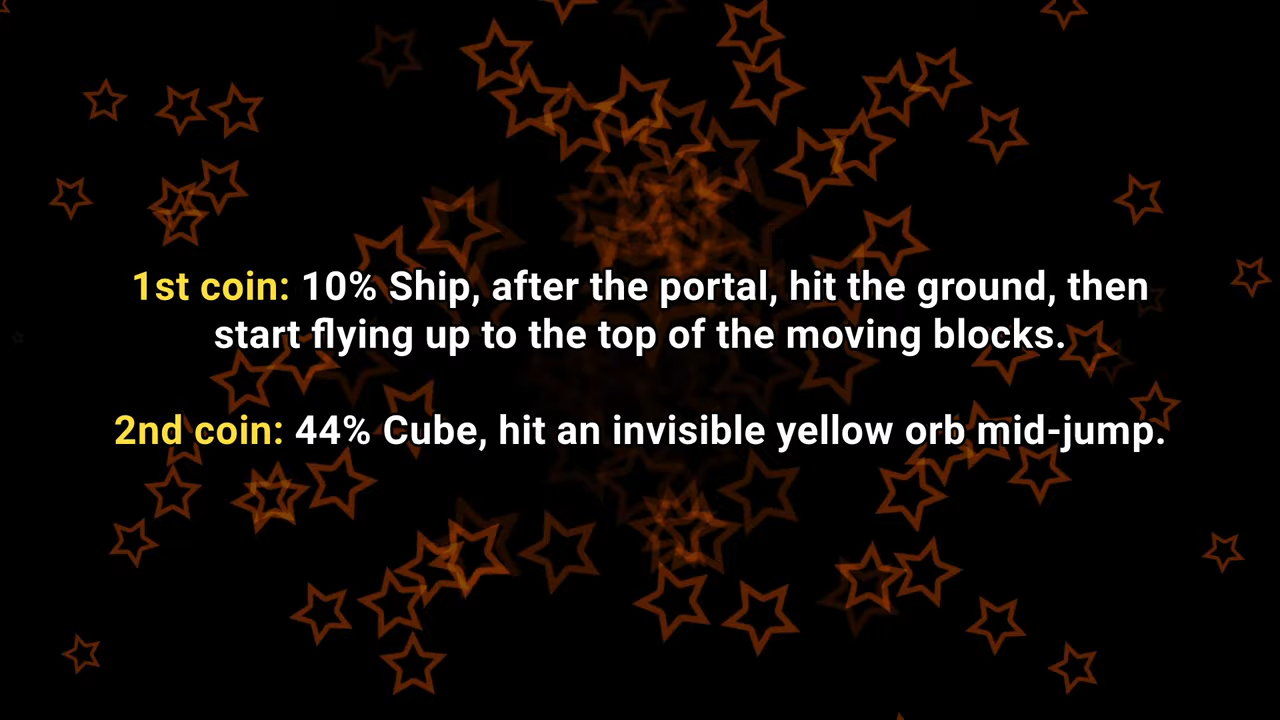 1st coin: 10% Ship, after the portal, hit the ground, then
start flying up to the top of the moving blocks.
2nd coin: 44% Cube, hit an invisible yellow orb mid-jump.